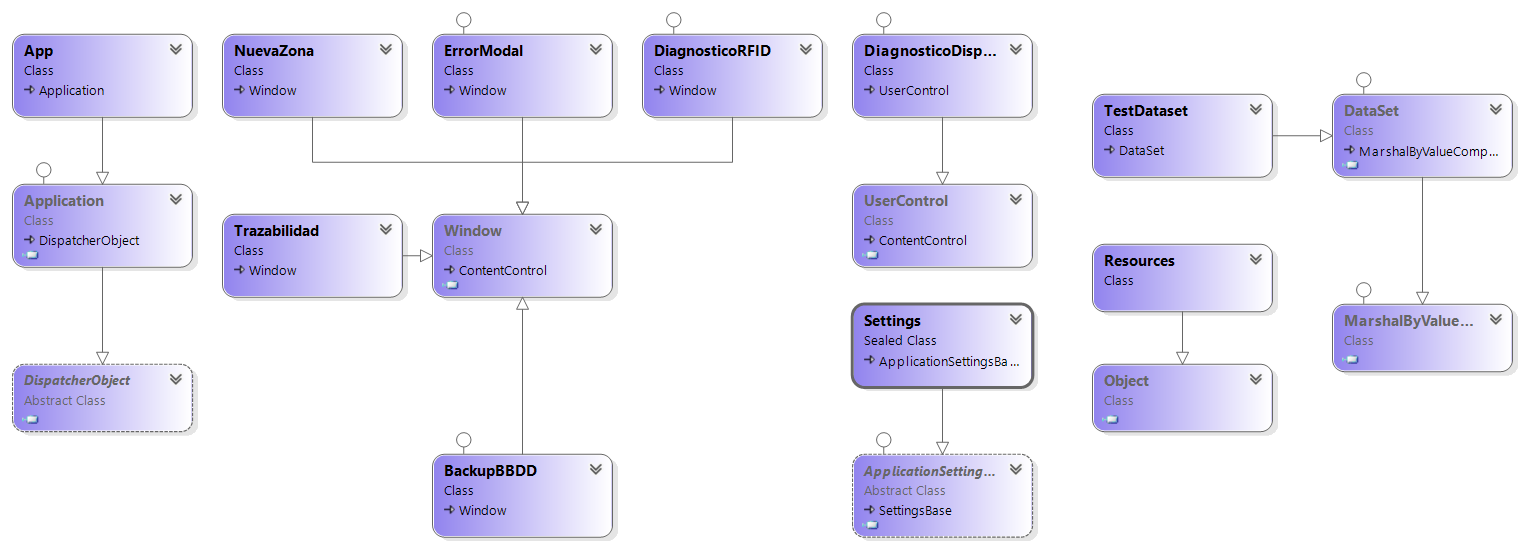 App
Class
Application
NuevaZona
Class
Window
ErrorModal
Class
Window
DiagnosticoRFID
Class
Window
DiagnosticoDisp...
Class
UserControl
TestDataset
Class
DataSet
DataSet
Class
MarshalByValueComp...
Application
Class
DispatcherObject
Trazabilidad
Class
Window
Window
Class
ContentControl
UserControl
Class
ContentControl
Resources
Class
Settings
Sealed Class
ApplicationSettingsBa...
MarshalByValue...
Class
DispatcherObject
Abstract Class
Object
Class
BackupBBDD
Class
Window
ApplicationSetting...
Abstract Class
SettingsBase